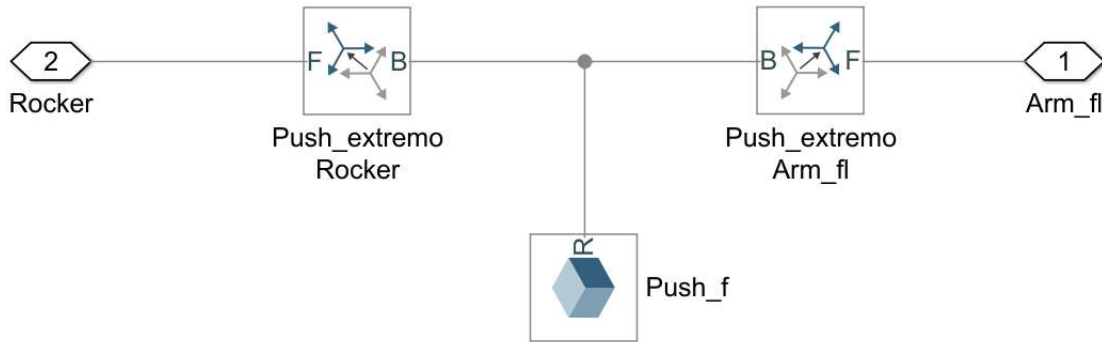 2
Rocker
F
B
Push_extremo
Rocker
B
F
Push_extremo
Arm_fl
1
Arm_fl
R
Push_f